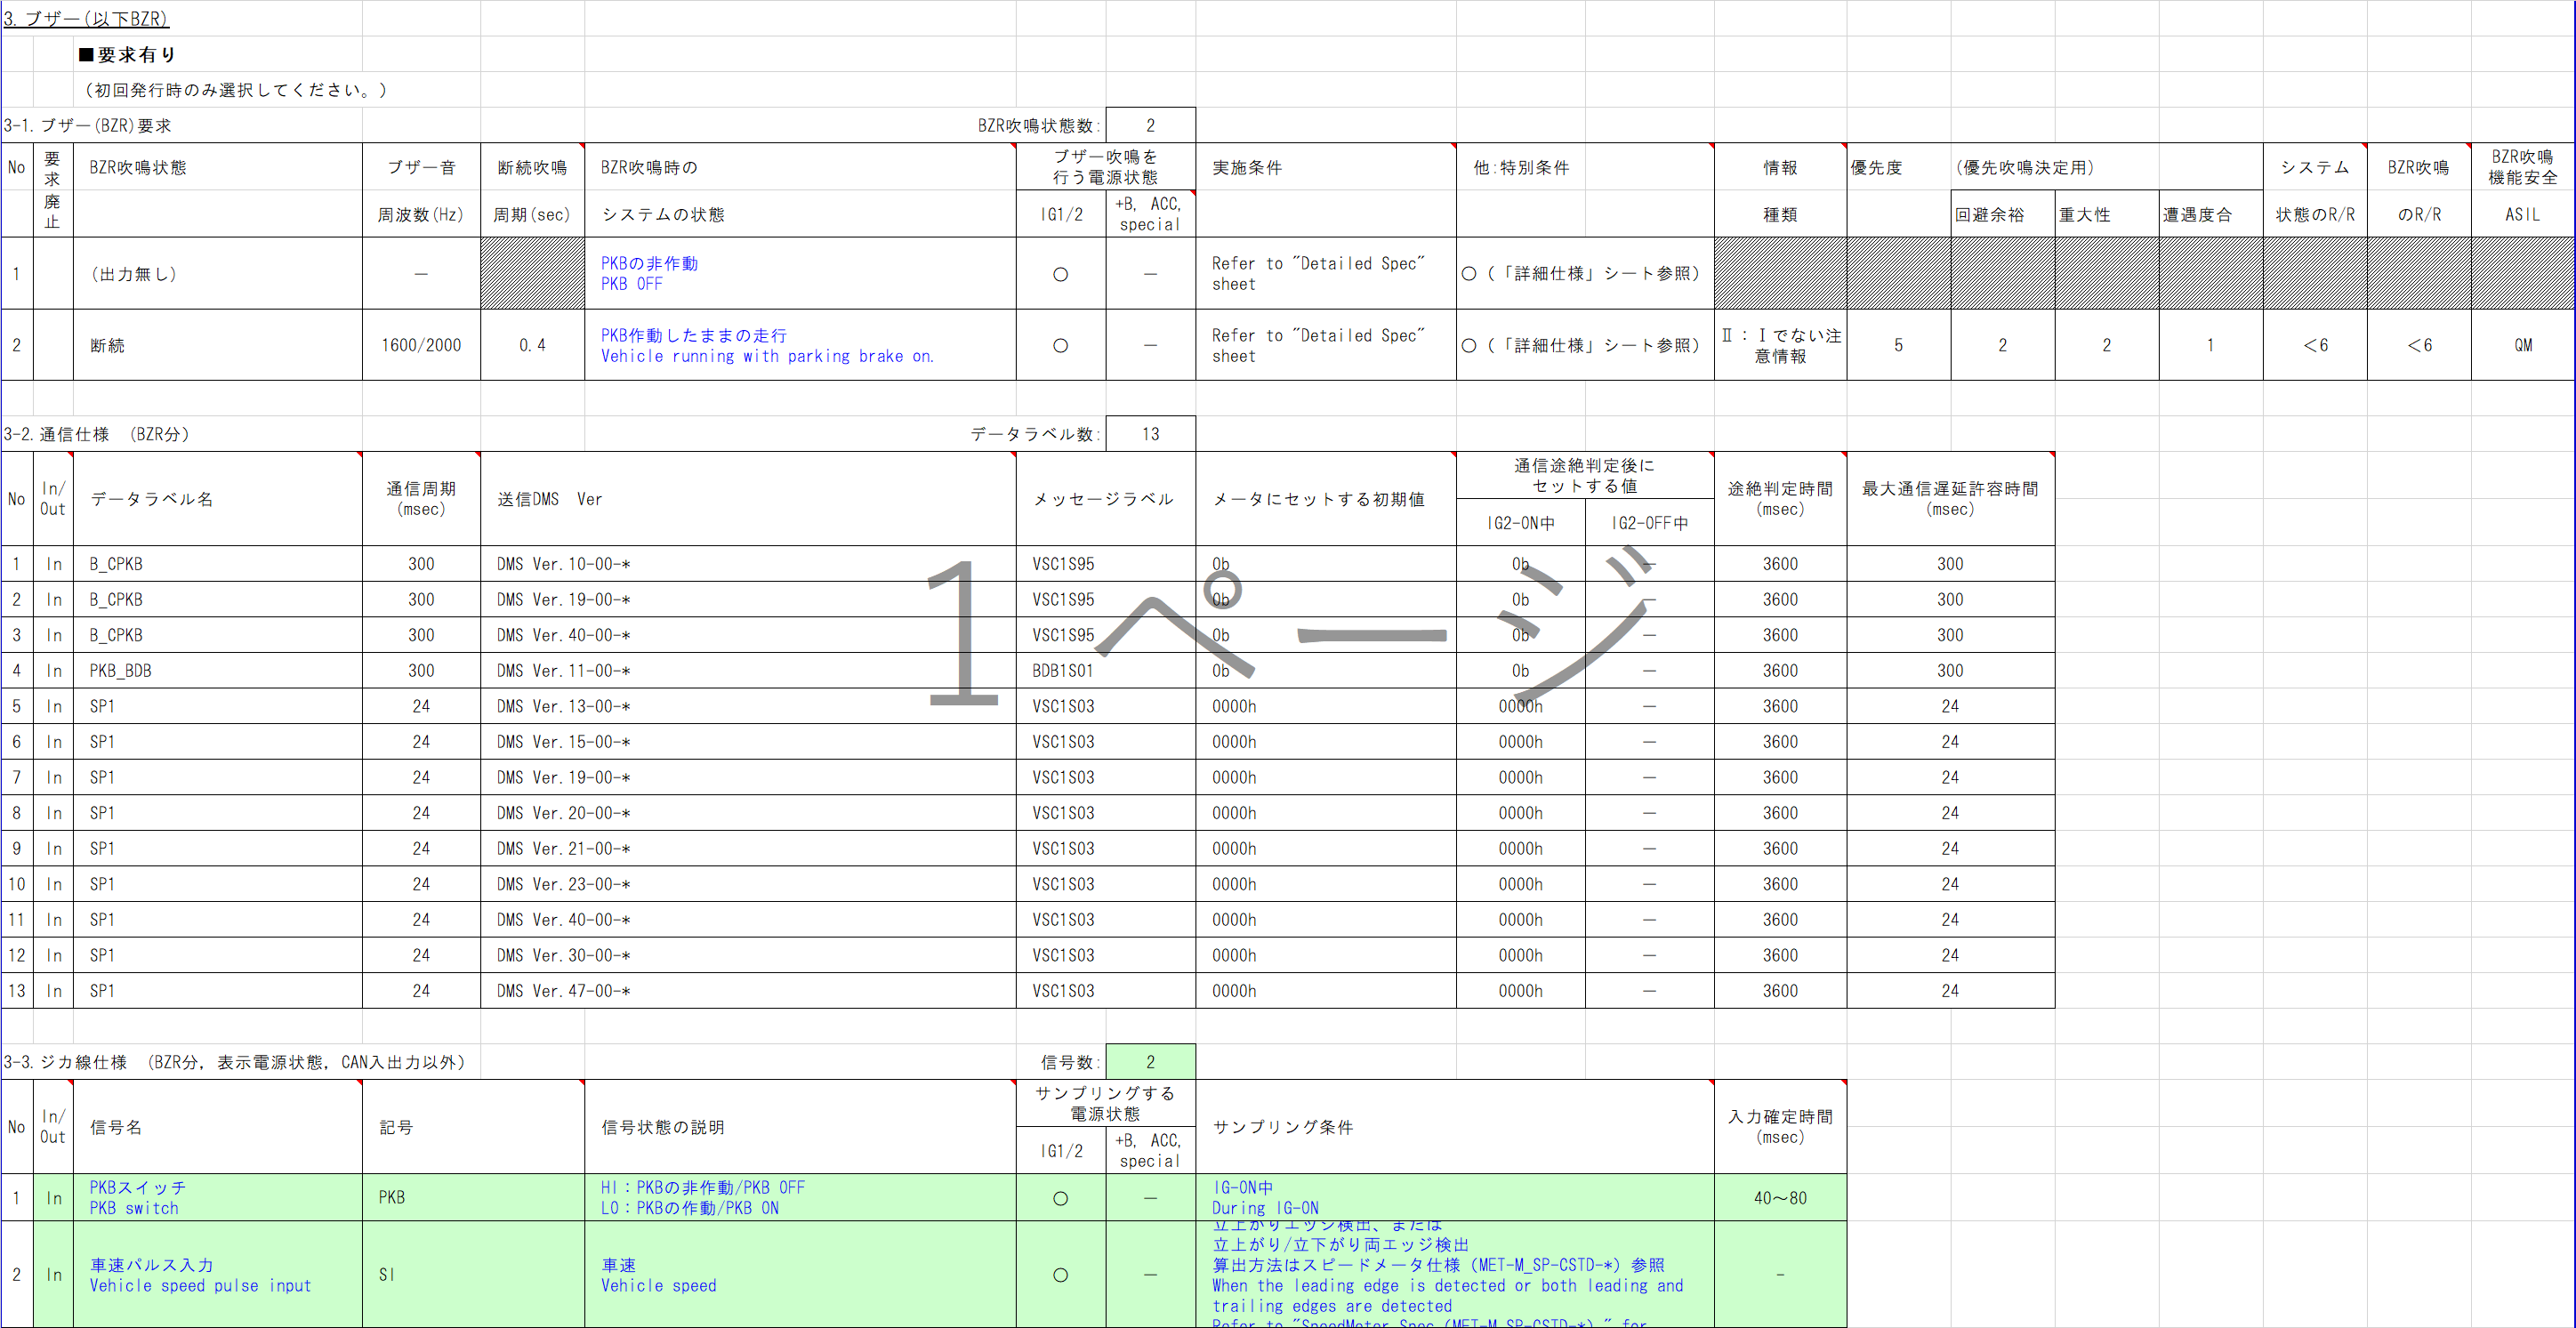 3. ブザー(以下BZR)
■要求有り
(初回発行時のみ選択してください。)
3-1. ブザー(BZR)要求 BZR吹鳴状態数: 2
No 要求廃止 BZR吹鳴状態 ブザー音 周波数(Hz) 断続吹鳴 周期(sec) BZR吹鳴時の システムの状態 ブザー吹鳴を行う電源状態 IG1/2 +B, ACC, special 実施条件 他:特別条件 情報 種類 優先度 (優先吹鳴決定用) 回避余裕 重大性 遭遇度合 システム 状態のR/R BZR吹鳴 のR/R BZR吹鳴機能安全 ASIL
1 (出力無し) — PKBの非作動 PKB OFF ○ — Refer to "Detailed Spec" sheet ○(「詳細仕様」シート参照)
2 断続 1600/2000 0.4 PKB作動したままの走行 Vehicle running with parking brake on. ○ — Refer to "Detailed Spec" sheet ○(「詳細仕様」シート参照) Ⅱ:Ⅰでない注意情報 5 2 2 1 <6 <6 QM
3-2. 通信仕様 (BZR分) データラベル数: 13
No In/Out データラベル名 通信周期(msec) 送信DMS Ver メッセージラベル メータにセットする初期値 通信途絶判定後にセットする値 IG2-ON中 IG2-OFF中 途絶判定時間(msec) 最大通信遅延許容時間(msec)
1 In B_CPKB 300 DMS Ver.10-00-* VSC1S95 0b 0b — 3600 300
2 In B_CPKB 300 DMS Ver.19-00-* VSC1S95 0b 0b — 3600 300
3 In B_CPKB 300 DMS Ver.40-00-* VSC1S95 0b 0b — 3600 300
4 In PKB_BDB 300 DMS Ver.11-00-* BDB1S01 0b 0b — 3600 300
5 In SP1 24 DMS Ver.13-00-* VSC1S03 0000h 0000h — 3600 24
6 In SP1 24 DMS Ver.15-00-* VSC1S03 0000h 0000h — 3600 24
7 In SP1 24 DMS Ver.19-00-* VSC1S03 0000h 0000h — 3600 24
8 In SP1 24 DMS Ver.20-00-* VSC1S03 0000h 0000h — 3600 24
9 In SP1 24 DMS Ver.21-00-* VSC1S03 0000h 0000h — 3600 24
10 In SP1 24 DMS Ver.23-00-* VSC1S03 0000h 0000h — 3600 24
11 In SP1 24 DMS Ver.40-00-* VSC1S03 0000h 0000h — 3600 24
12 In SP1 24 DMS Ver.30-00-* VSC1S03 0000h 0000h — 3600 24
13 In SP1 24 DMS Ver.47-00-* VSC1S03 0000h 0000h — 3600 24
1ページ
3-3. ジカ線仕様 (BZR分, 表示電源状態, CAN入出力以外) 信号数: 2
No In/Out 信号名 記号 信号状態の説明 サンプリングする電源状態 IG1/2 +B, ACC, special サンプリング条件 入力確定時間(msec)
1 In PKBスイッチ PKB switch PKB HI:PKBの非作動/PKB OFF LO:PKBの作動/PKB ON ○ — IG-ON中 During IG-ON 40~80
2 In 車速パルス入力 Vehicle speed pulse input SI 車速 Vehicle speed ○ — 立上がりエッジ検出、または
立上がり/立下がり両エッジ検出
算出方法はスピードメータ仕様(MET-M_SP-CSTD-*)参照
When the leading edge is detected or both leading and
trailing edges are detected
Refer to "SpeedMeter Spec (MET-M_SP-CSTD-*)" for
-